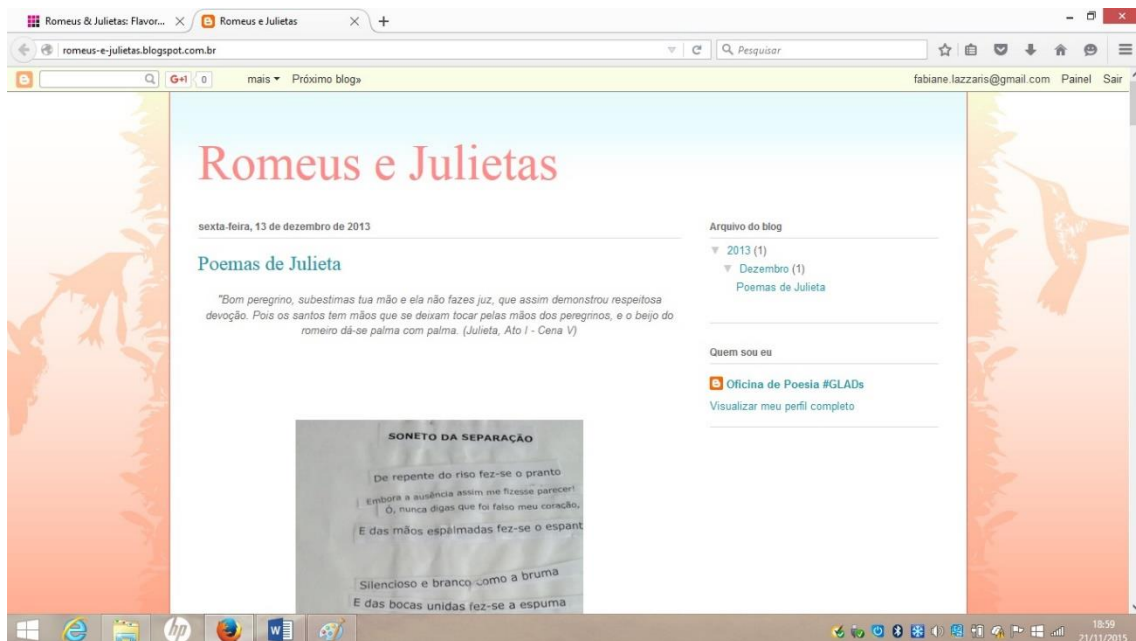 Romeus & Julietas: Flavor...
Romeus e Julietas
romeus-e-julietas.blogspot.com.br
Pesquisar
G+1 0 mais Próximo blog»
fabiane.lazzaris@gmail.com Painel Sair
Romeus e Julietas
sexta-feira, 13 de dezembro de 2013
Poemas de Julieta
"Bom peregrino, subestimas tua mão e ela não fazes juz, que assim demonstrou respeitosa
devoção. Pois os santos tem mãos que se deixam tocar pelas mãos dos peregrinos, e o beijo do
romeiro dá-se palma com palma. (Julieta, Ato I - Cena V)
SONETO DA SEPARAÇÃO
De repente do riso fez-se o pranto
Embora a ausência assim me fizesse parecer!
Ó, nunca digas que foi falso meu coração,
E das mãos espalmadas fez-se o espant
Silencioso e branco como a bruma
E das bocas unidas fez-se a espuma
Arquivo do blog
▼ 2013 (1)
▼ Dezembro (1)
Poemas de Julieta
Quem sou eu
Oficina de Poesia #GLADs
Visualizar meu perfil completo
hp
W
18:59
21/11/2015